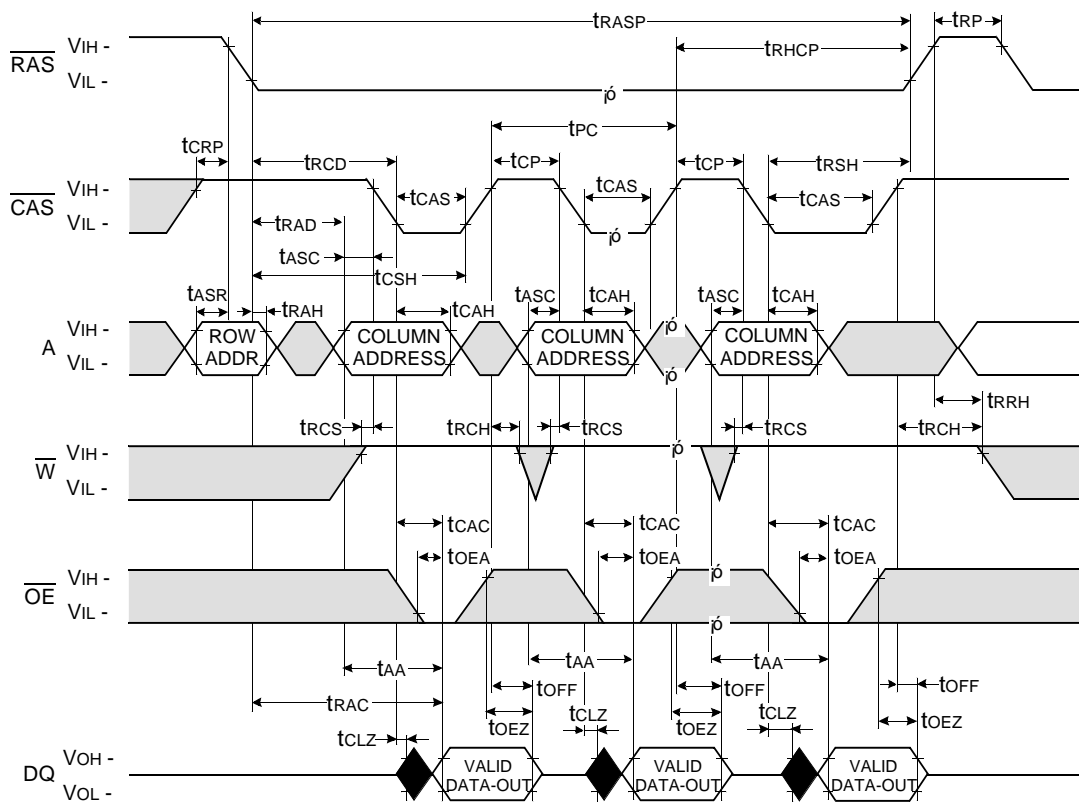 tRASP
tRP
RAS
VIH -
VIL -
tRHCP
¡ó
tCRP
tRCD
tPC
tCP
tCP
tRSH
CAS
VIH -
VIL -
tCAS
tCAS
tCAS
¡ó
tRAD
tASC
tCSH
tASR
tRAH
tCAH
tASC
tCAH
tASC
tCAH
A
VIH -
VIL -
ROW
ADDR
COLUMN
ADDRESS
COLUMN
ADDRESS
¡ó
¡ó
COLUMN
ADDRESS
tRRH
tRCS
tRCH
tRCS
tRCS
tRCH
W
VIH -
VIL -
¡ó
tCAC
tCAC
tCAC
tOEA
tOEA
tOEA
OE
VIH -
VIL -
¡ó
¡ó
tAA
tAA
tAA
tOFF
tOFF
tOFF
tRAC
tOEZ
tOEZ
tOEZ
tCLZ
tCLZ
tCLZ
DQ
VOH -
VOL -
VALID
DATA-OUT
VALID
DATA-OUT
VALID
DATA-OUT